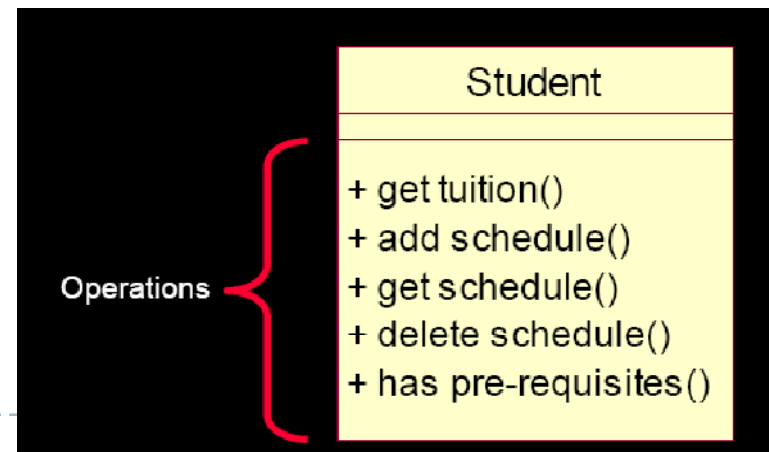 Student
+ get tuition()
+ add schedule()
Operations
+ get schedule()
+ delete schedule()
+ has pre-requisites()